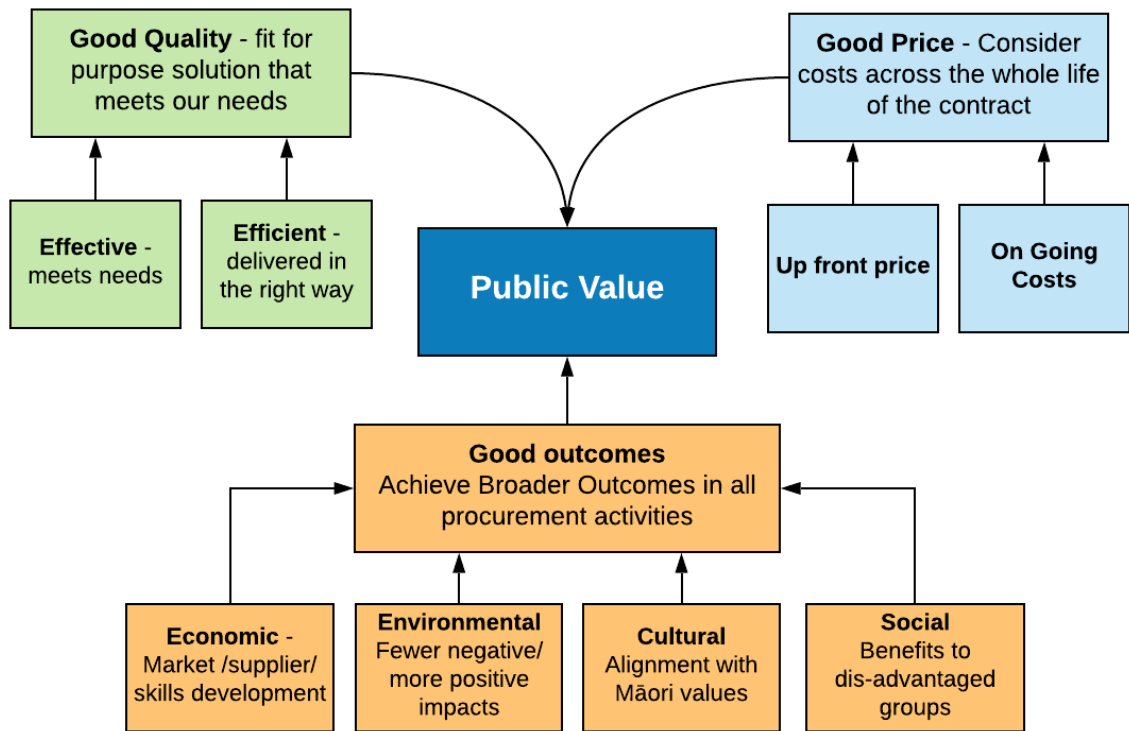 Good Quality - fit for
purpose solution that
meets our needs
Good Price - Consider
costs across the whole life
of the contract
Effective -
meets needs
Efficient -
delivered in
the right way
Public Value
Up front price
On Going
Costs
Good outcomes
Achieve Broader Outcomes in all
procurement activities
Economic -
Market /supplier/
skills development
Environmental
Fewer negative/
more positive
impacts
Cultural
Alignment with
Māori values
Social
Benefits to
dis-advantaged
groups